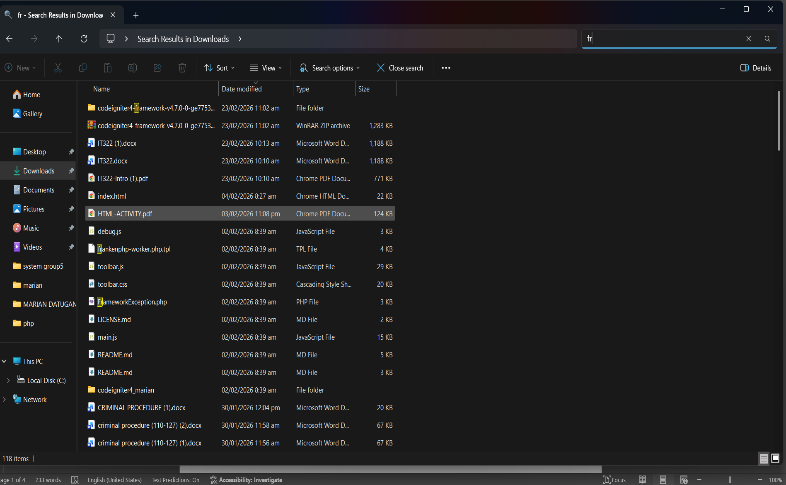 fr - Search Results in Downloa
Search Results in Downloads
fr
New
Sort
View
Search options
Close search
Details
Name
Date modified
Type
Size
Home
Gallery
Desktop
Downloads
Documents
Pictures
Music
Videos
system group5
marian
MARIAN DATUGAN
php
This PC
Local Disk (C:)
Network
codeigniter4-framework-v4.7.0-0-ge7753... 23/02/2026 11:02 am File folder
codeigniter4-framework-v4.7.0-0-ge7753... 23/02/2026 11:02 am WinRAR ZIP archive 1,283 KB
IT322 (1).docx 23/02/2026 10:13 am Microsoft Word D... 1,188 KB
IT322.docx 23/02/2026 10:10 am Microsoft Word D... 1,188 KB
IT322-Intro (1).pdf 23/02/2026 10:10 am Chrome PDF Docu... 771 KB
index.html 04/02/2026 0:27 am Chrome HTML Do... 22 KB
HTML-ACTIVITY.pdf 03/02/2026 11:08 pm Chrome PDF Docu... 124 KB
debug.js 02/02/2026 8:39 am JavaScript File 3 KB
frankenphp-worker.php.tpl 02/02/2026 8:39 am TPL File 4 KB
toolbar.js 02/02/2026 8:39 am JavaScript File 29 KB
toolbar.css 02/02/2026 8:39 am Cascading Style Sh... 20 KB
FrameworkException.php 02/02/2026 8:39 am PHP File 3 KB
LICENSE.md 02/02/2026 8:39 am MD File 2 KB
main.js 02/02/2026 8:39 am JavaScript File 15 KB
README.md 02/02/2026 8:39 am MD File 5 KB
README.md 02/02/2026 8:39 am MD File 3 KB
codeigniter4_marian 02/02/2026 8:39 am File folder
CRIMINAL PROCEDURE (1).docx 30/01/2026 12:04 pm Microsoft Word D... 20 KB
criminal procedure (110-127) (2).docx 30/01/2026 11:58 am Microsoft Word D... 67 KB
criminal procedure (110-127) (1).docx 30/01/2026 11:56 am Microsoft Word D... 67 KB
118 items
age 1 of 4 233 words English (United States) Text Predictions: On Accessibility: Investigate Focus 100%